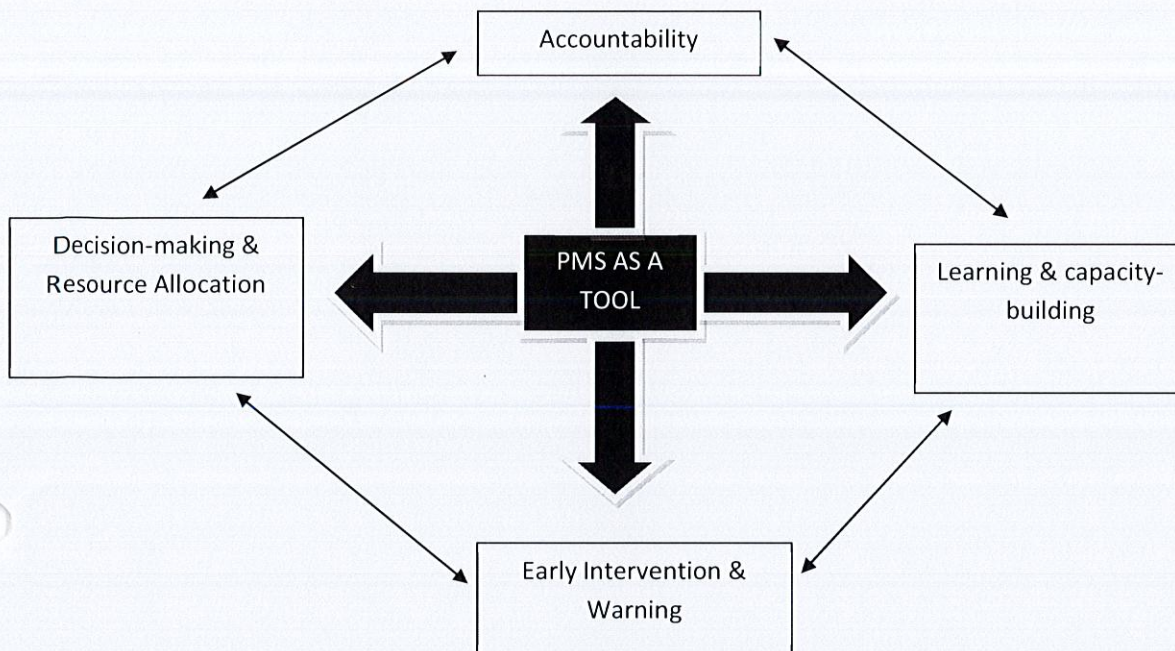 Accountability
Decision-making &
Resource Allocation
PMS AS A
TOOL
Learning & capacity-
building
Early Intervention &
Warning